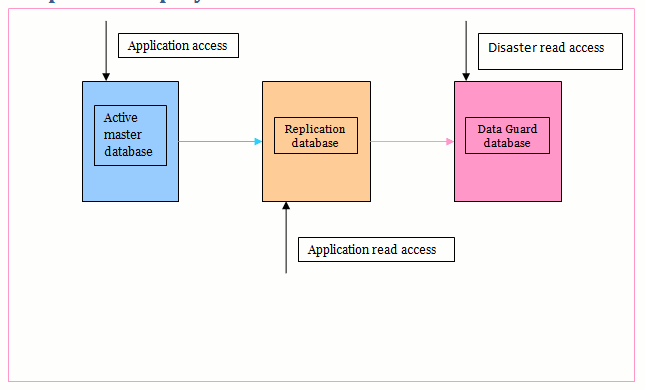 Application access
Disaster read access
Active
master
database
Replication
database
Data Guard
database
Application read access